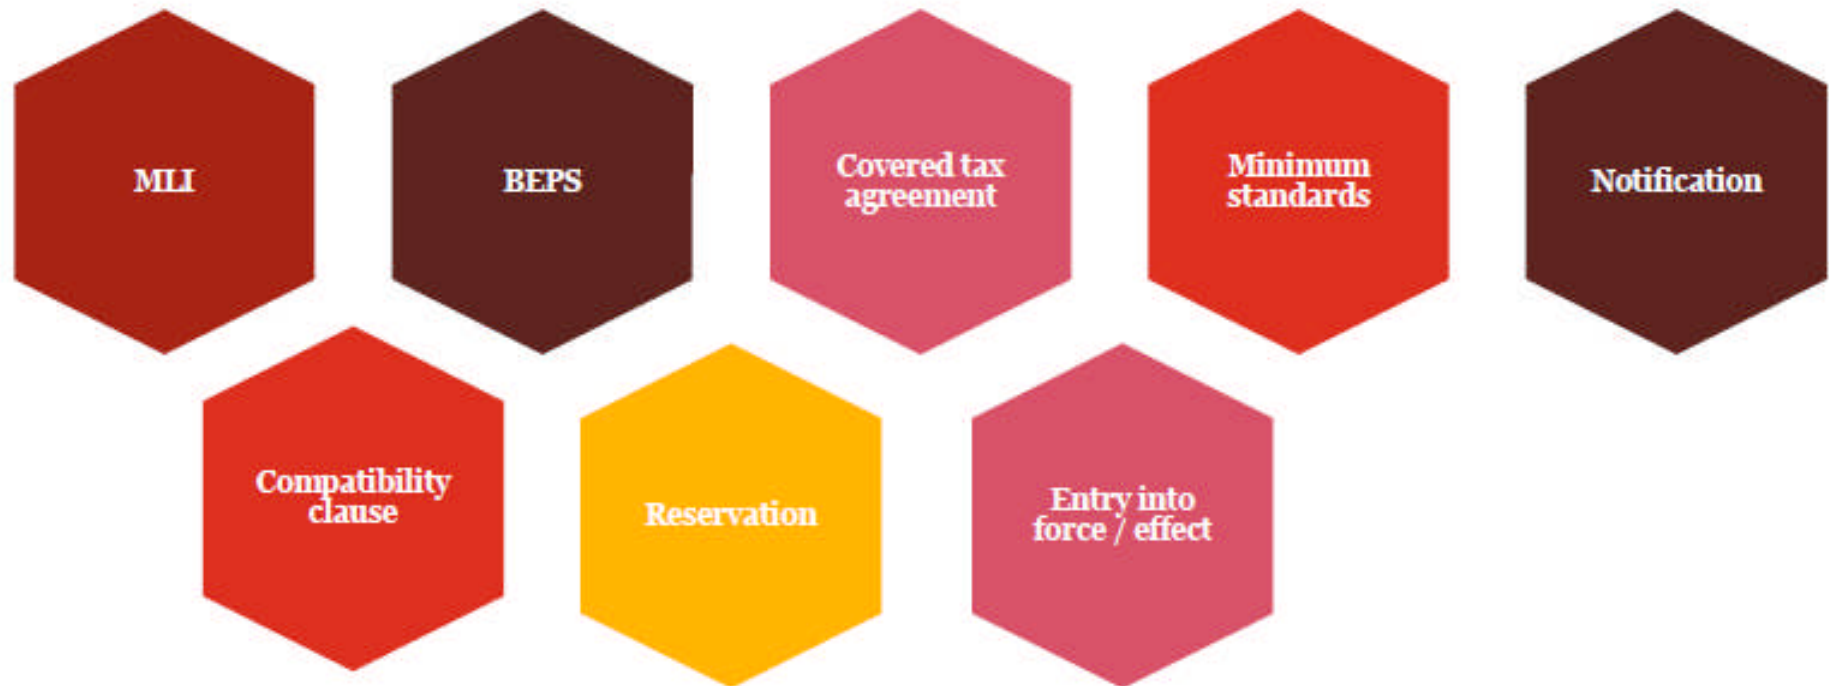 MLI
BEPS
Covered tax
agreement
Minimum
standards
Notification
Compatibility
clause
Reservation
Entry into
force / effect